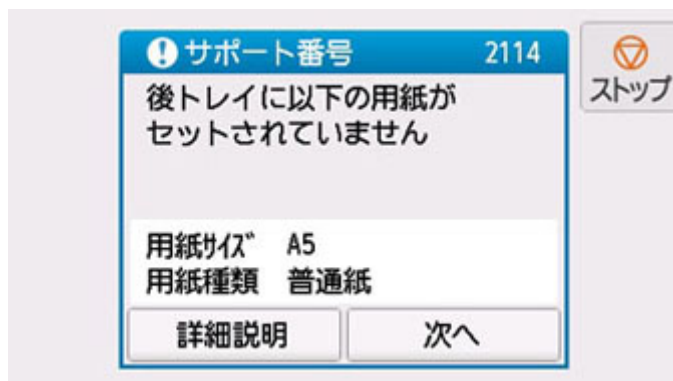 サポート番号 2114
ストップ
後トレイに以下の用紙が
セットされていません
用紙サイズ A5
用紙種類 普通紙
詳細説明 次へ